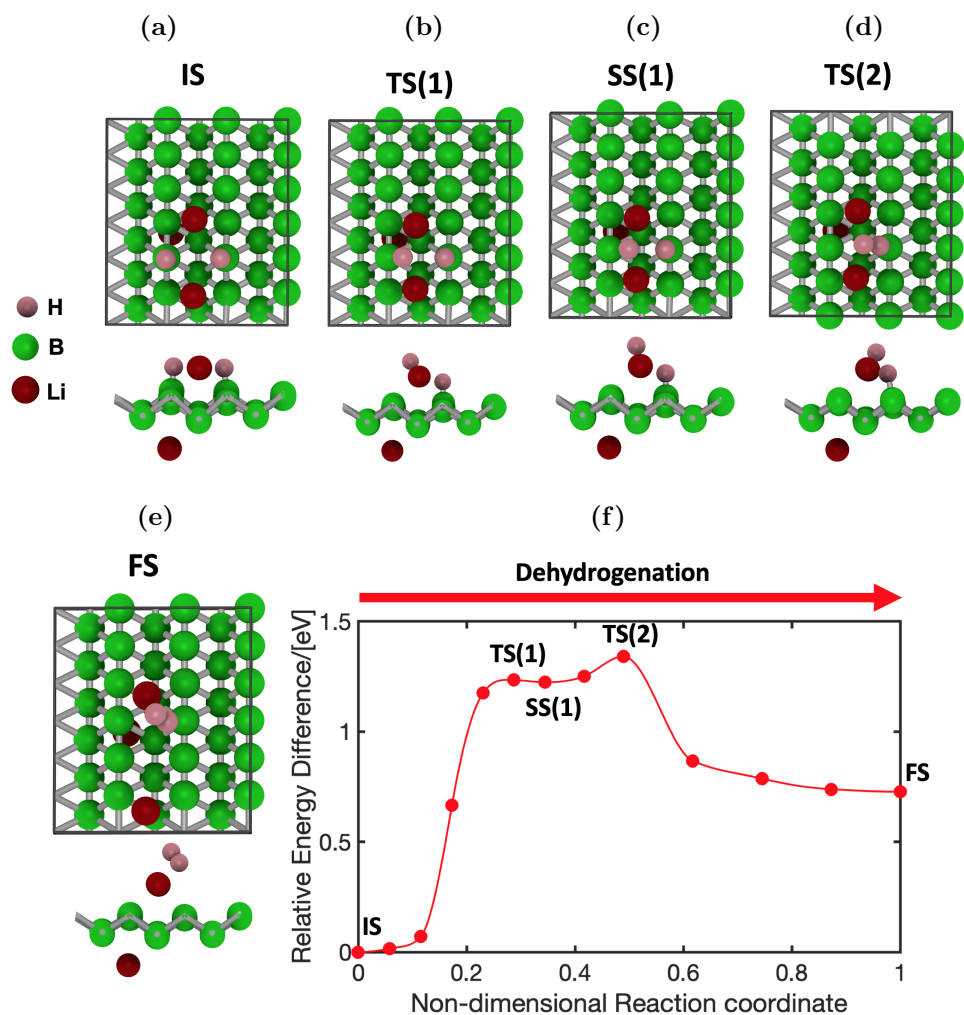 (a)
(b)
(c)
(d)
IS
TS(1)
SS(1)
TS(2)
H
B
Li
(e)
(f)
FS
Dehydrogenation
Relative Energy Difference/[eV]
1.5
1
0.5
0
TS(1)
SS(1)
TS(2)
FS
IS
0
0.2
0.4
0.6
0.8
1
Non-dimensional Reaction coordinate